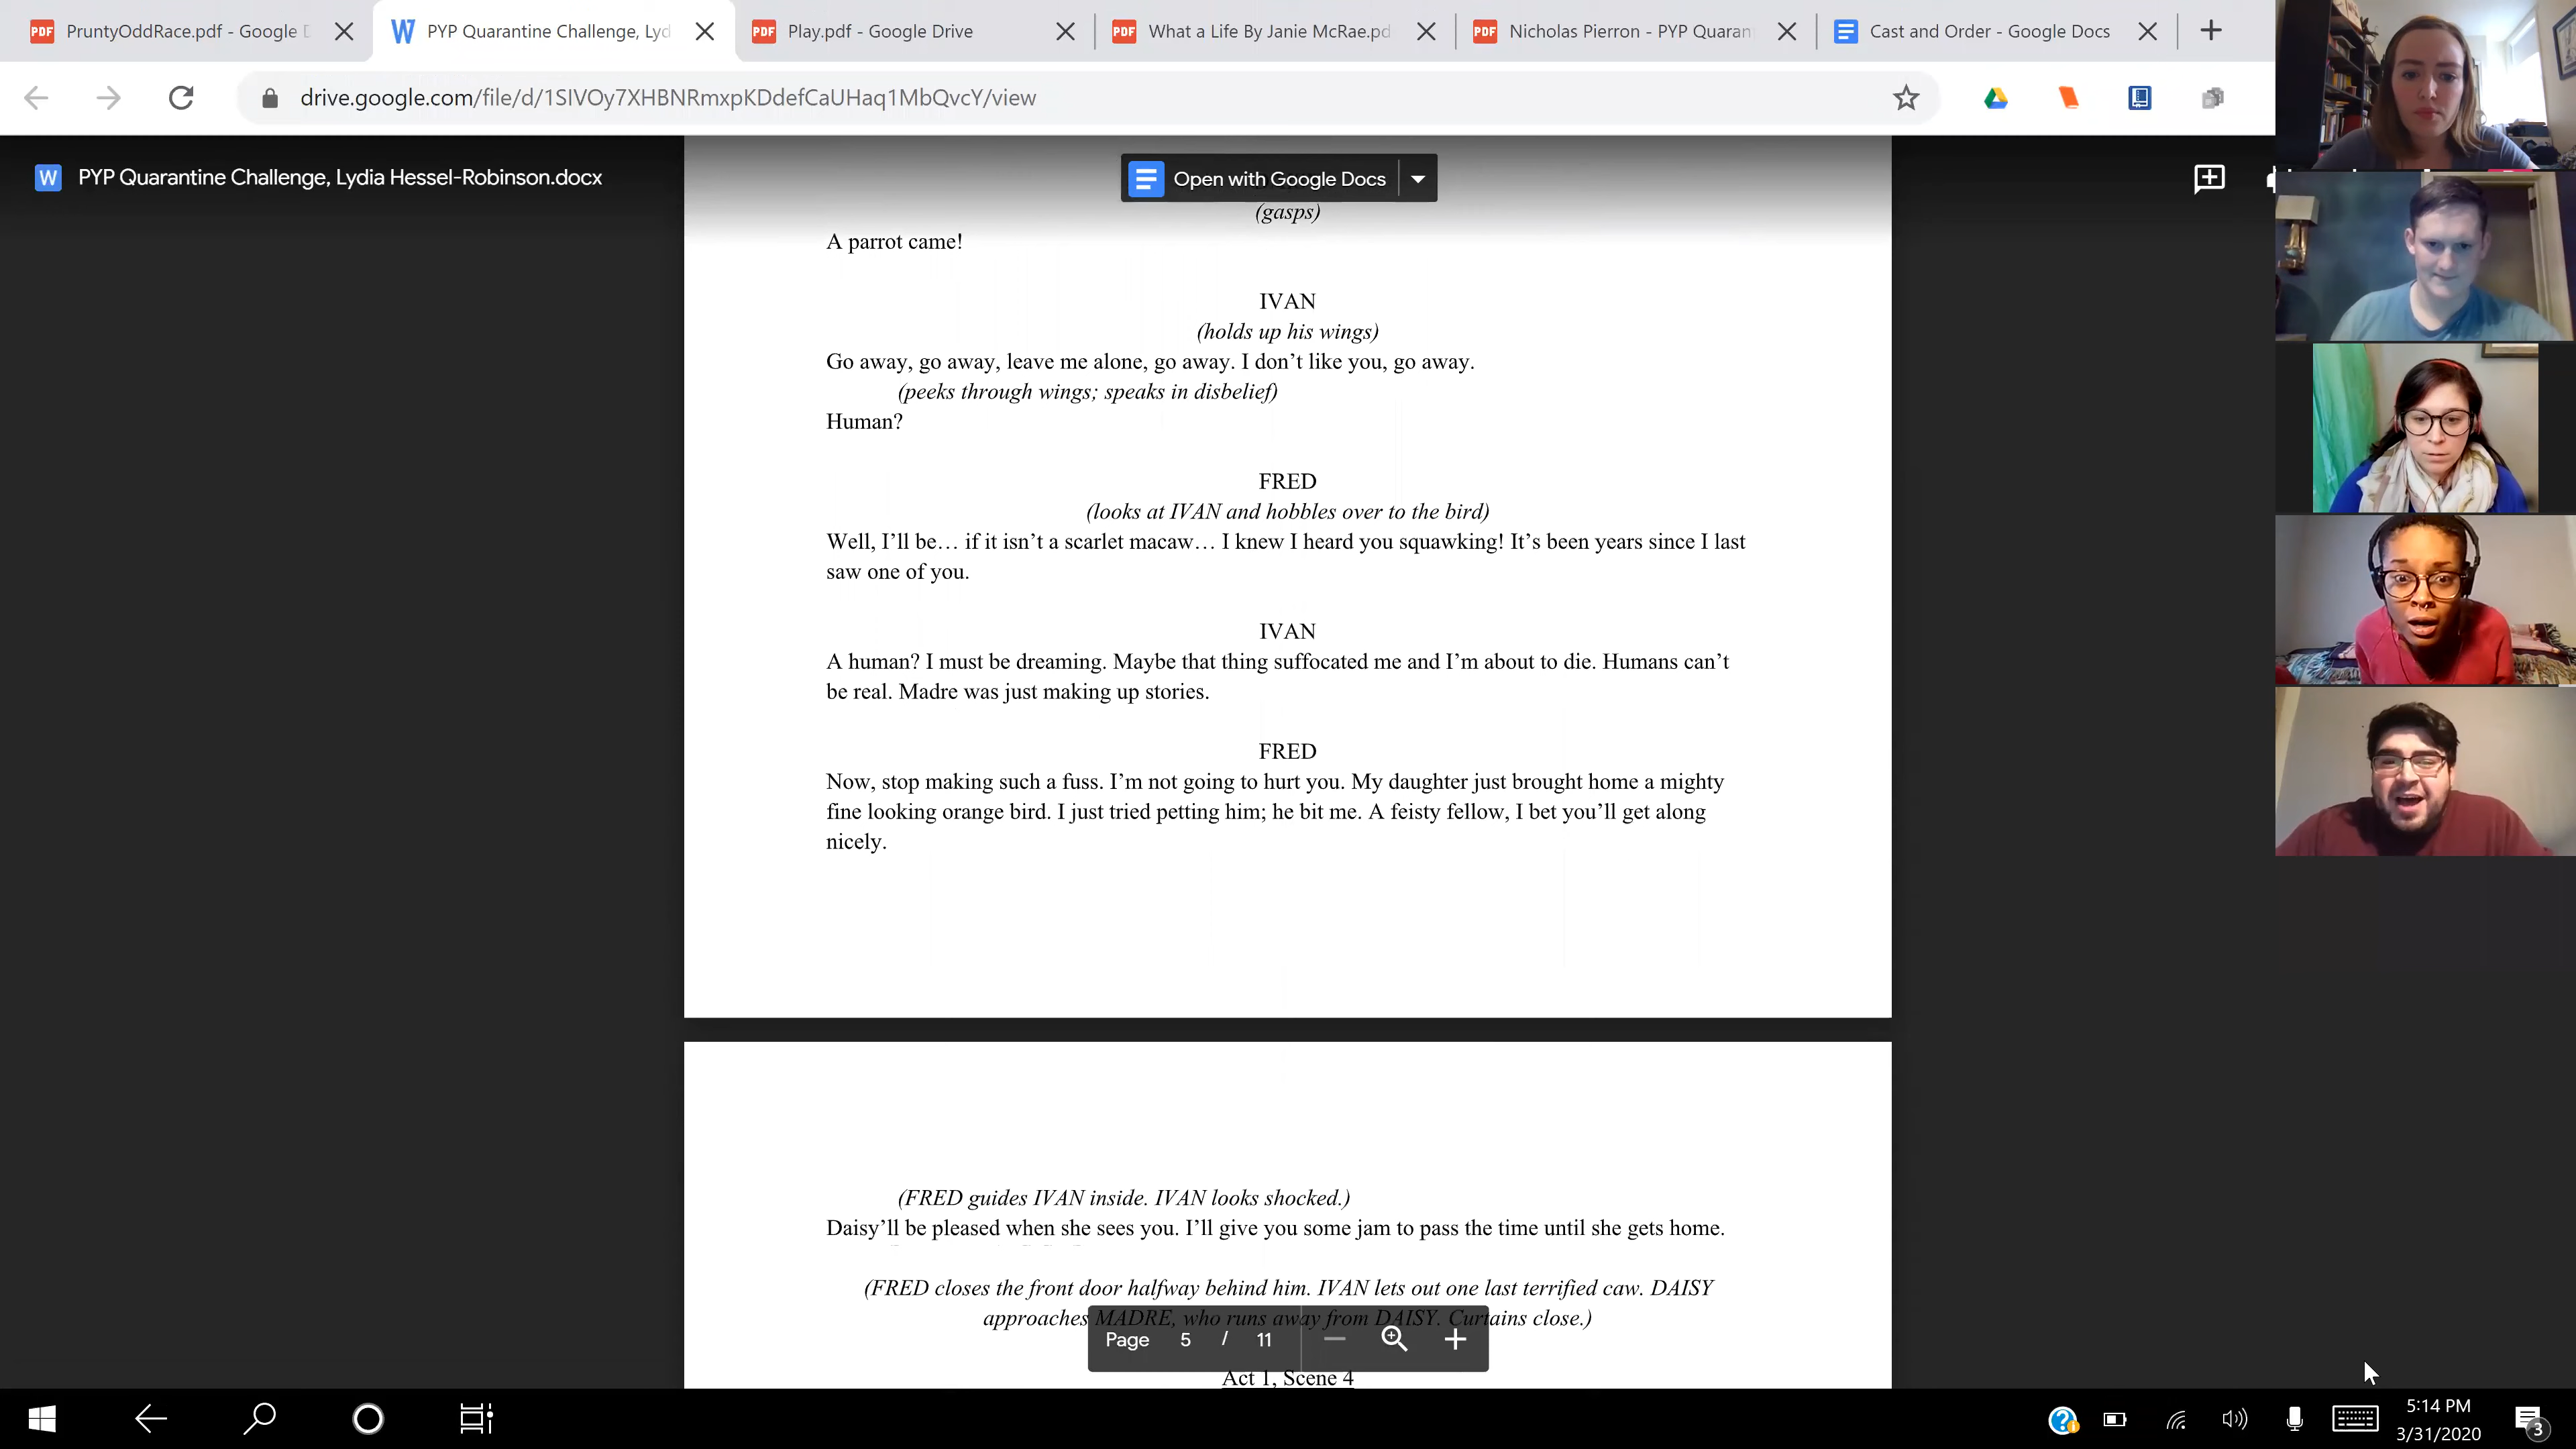 PruntyOddRace.pdf - Google D
PYP Quarantine Challenge, Lyd
Play.pdf - Google Drive
What a Life By Janie McRae.pd
Nicholas Pierron - PYP Quaran
Cast and Order - Google Docs
drive.google.com/file/d/1SIVOy7XHBNRmxpKDdefCaUHaq1MbQvcY/view
PYP Quarantine Challenge, Lydia Hessel-Robinson.docx
Open with Google Docs
(gasps)
A parrot came!
IVAN
(holds up his wings)
Go away, go away, leave me alone, go away. I don't like you, go away.
(peeks through wings; speaks in disbelief)
Human?
FRED
(looks at IVAN and hobbles over to the bird)
Well, I'll be… if it isn't a scarlet macaw… I knew I heard you squawking! It's been years since I last
saw one of you.
IVAN
A human? I must be dreaming. Maybe that thing suffocated me and I'm about to die. Humans can't
be real. Madre was just making up stories.
FRED
Now, stop making such a fuss. I'm not going to hurt you. My daughter just brought home a mighty
fine looking orange bird. I just tried petting him; he bit me. A feisty fellow, I bet you'll get along
nicely.
(FRED guides IVAN inside. IVAN looks shocked.)
Daisy'll be pleased when she sees you. I'll give you some jam to pass the time until she gets home.
(FRED closes the front door halfway behind him. IVAN lets out one last terrified caw. DAISY
approaches MADRE, who runs away from DAISY. Curtains close.)
Page 5 / 11
Act 1, Scene 4
5:14 PM
3/31/2020
3